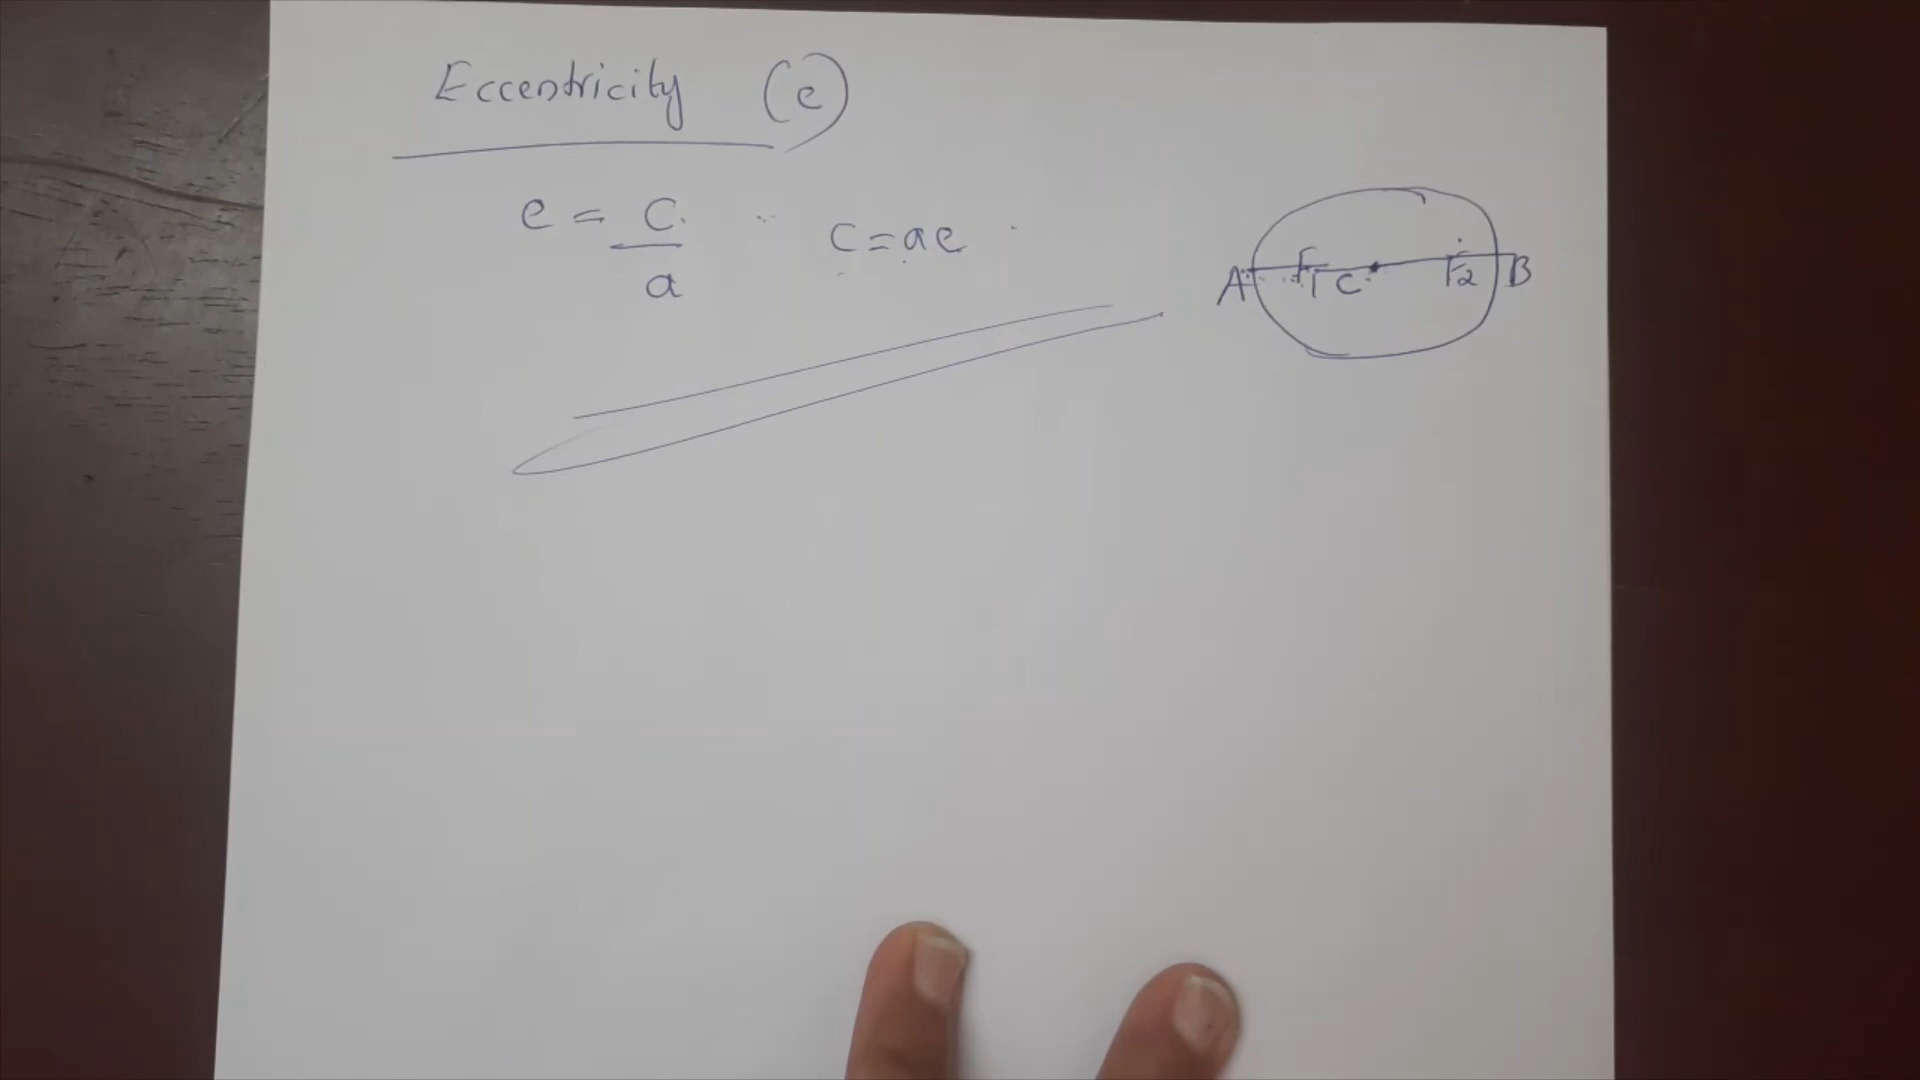 Eccentricity (e)
e = c/a c = ae
A F1 C F2 B